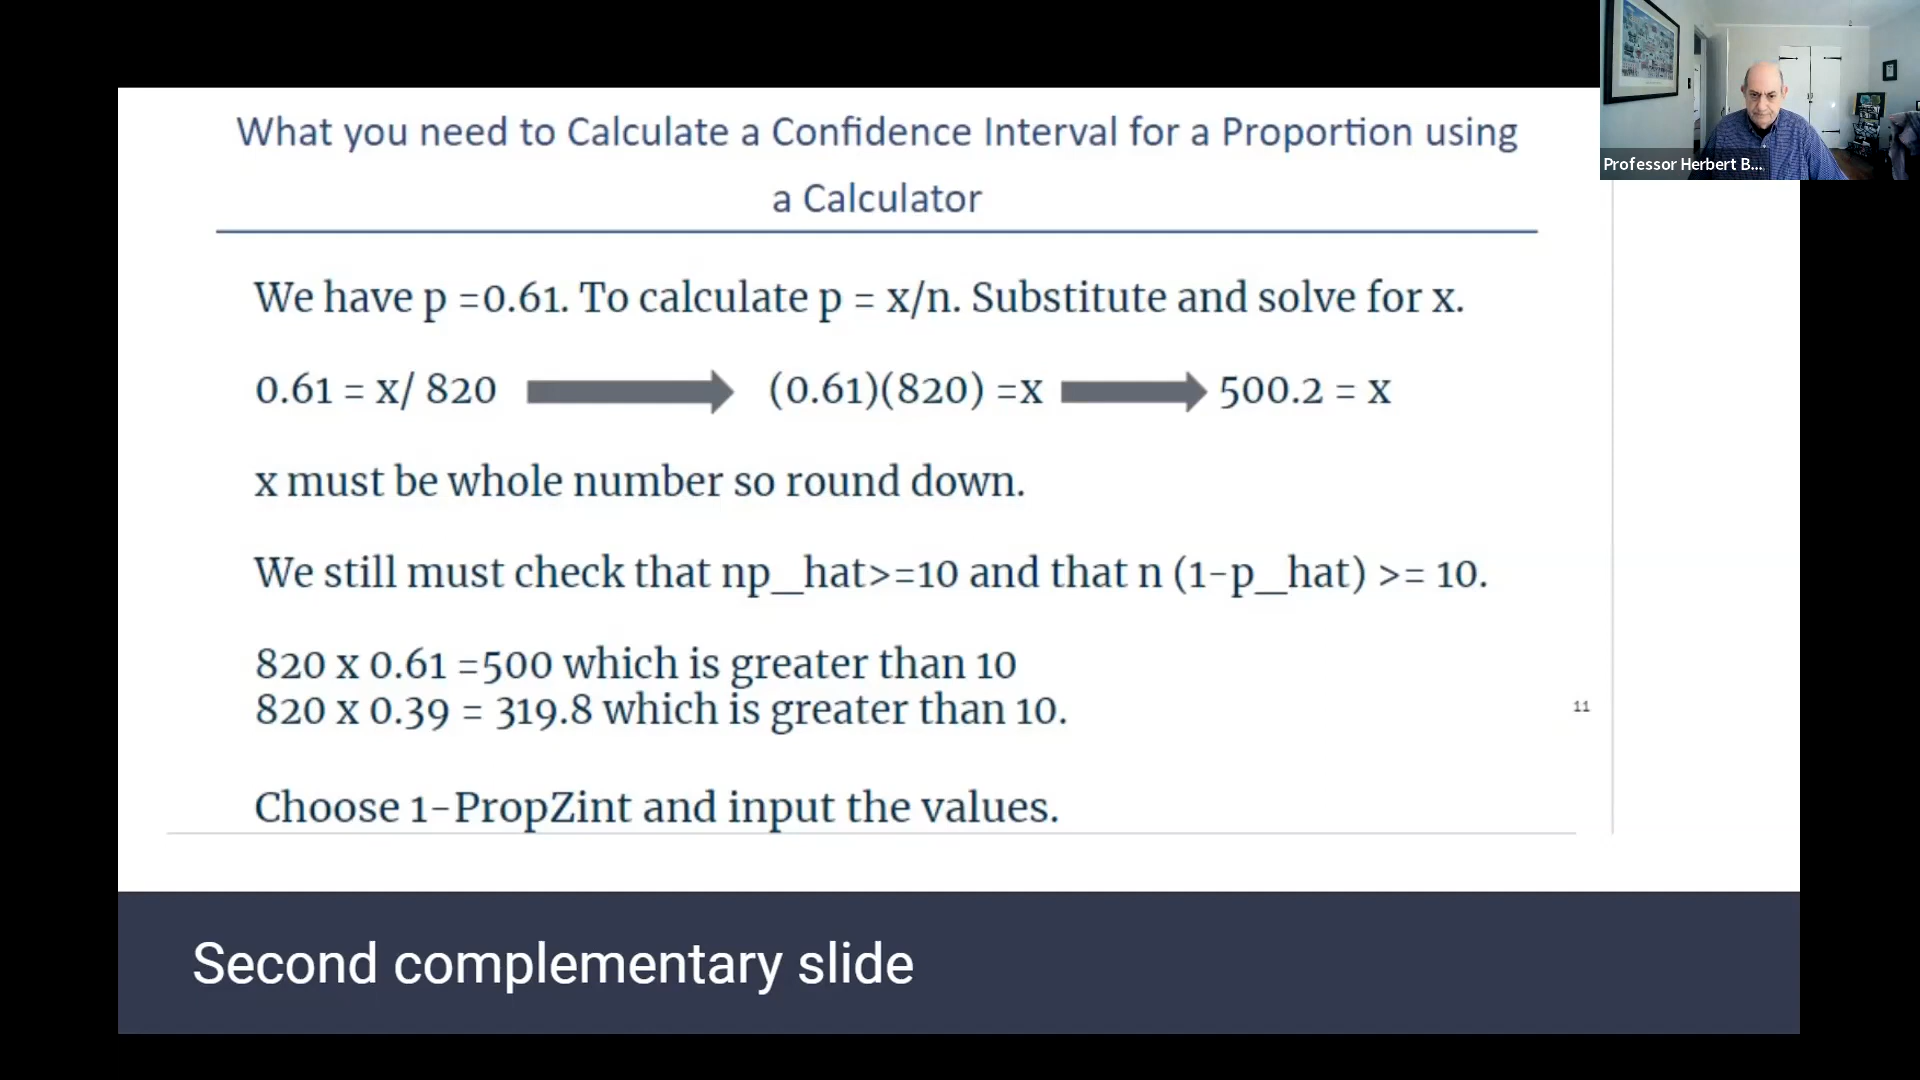 What you need to Calculate a Confidence Interval for a Proportion using
a Calculator
We have p =0.61. To calculate p = x/n. Substitute and solve for x.
0.61 = x/ 820 (0.61)(820) =x 500.2 = x
x must be whole number so round down.
We still must check that np_hat>=10 and that n (1-p_hat) >= 10.
820 x 0.61 =500 which is greater than 10
820 x 0.39 = 319.8 which is greater than 10.
11
Choose 1-PropZint and input the values.
Second complementary slide
Professor Herbert B...